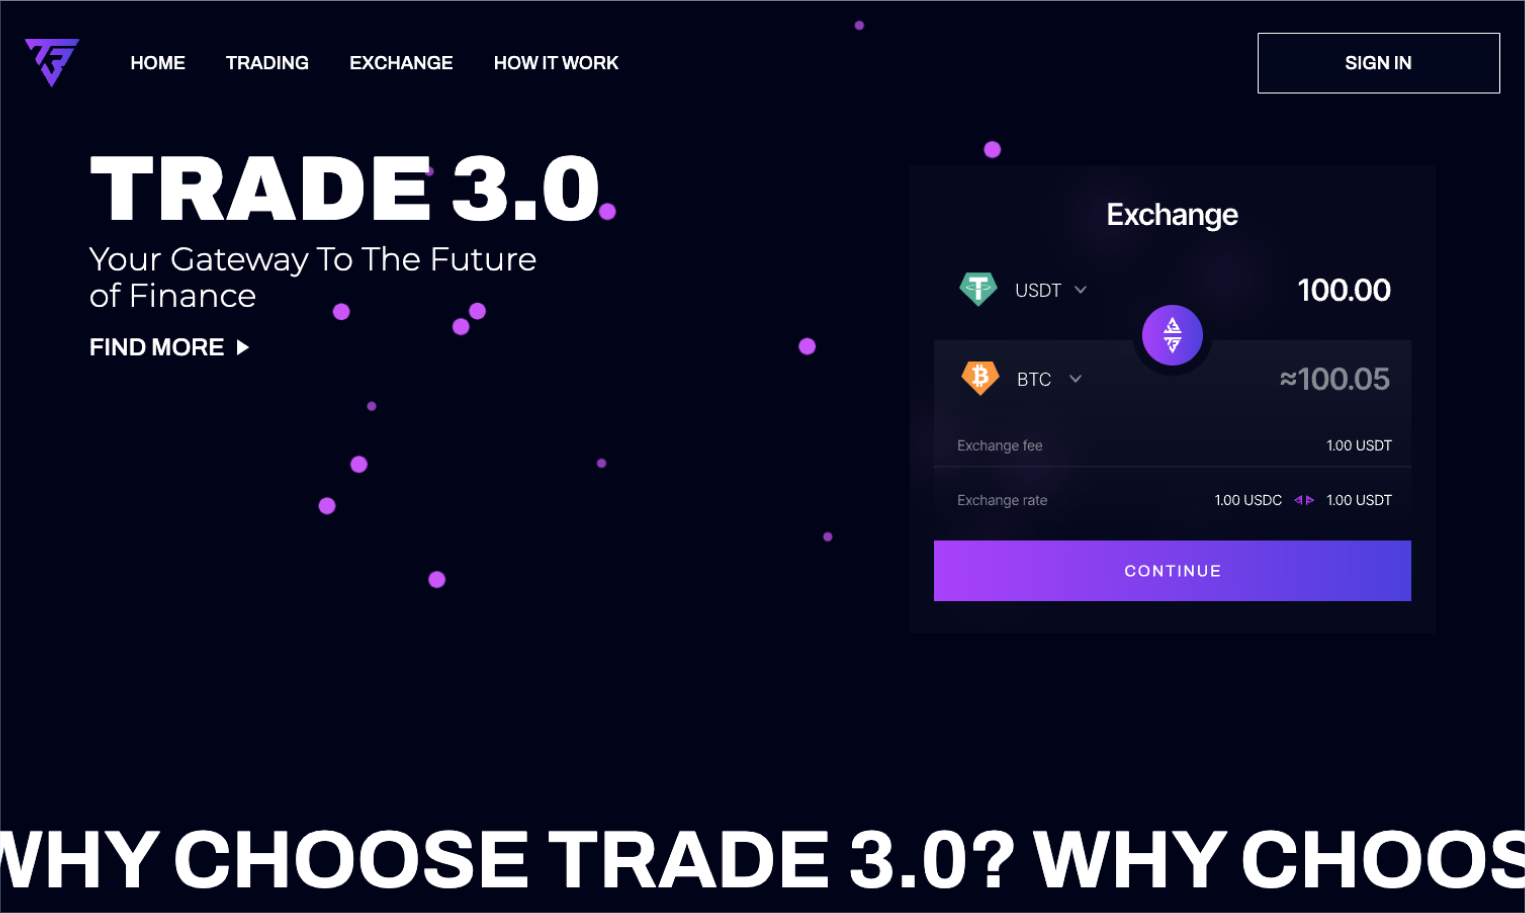 HOME TRADING EXCHANGE HOW IT WORK SIGN IN
TRADE 3.0
Your Gateway To The Future
of Finance
FIND MORE
Exchange
USDT 100.00
BTC ≈100.05
Exchange fee 1.00 USDT
Exchange rate 1.00 USDC 1.00 USDT
CONTINUE
WHY CHOOSE TRADE 3.0? WHY CHOOS